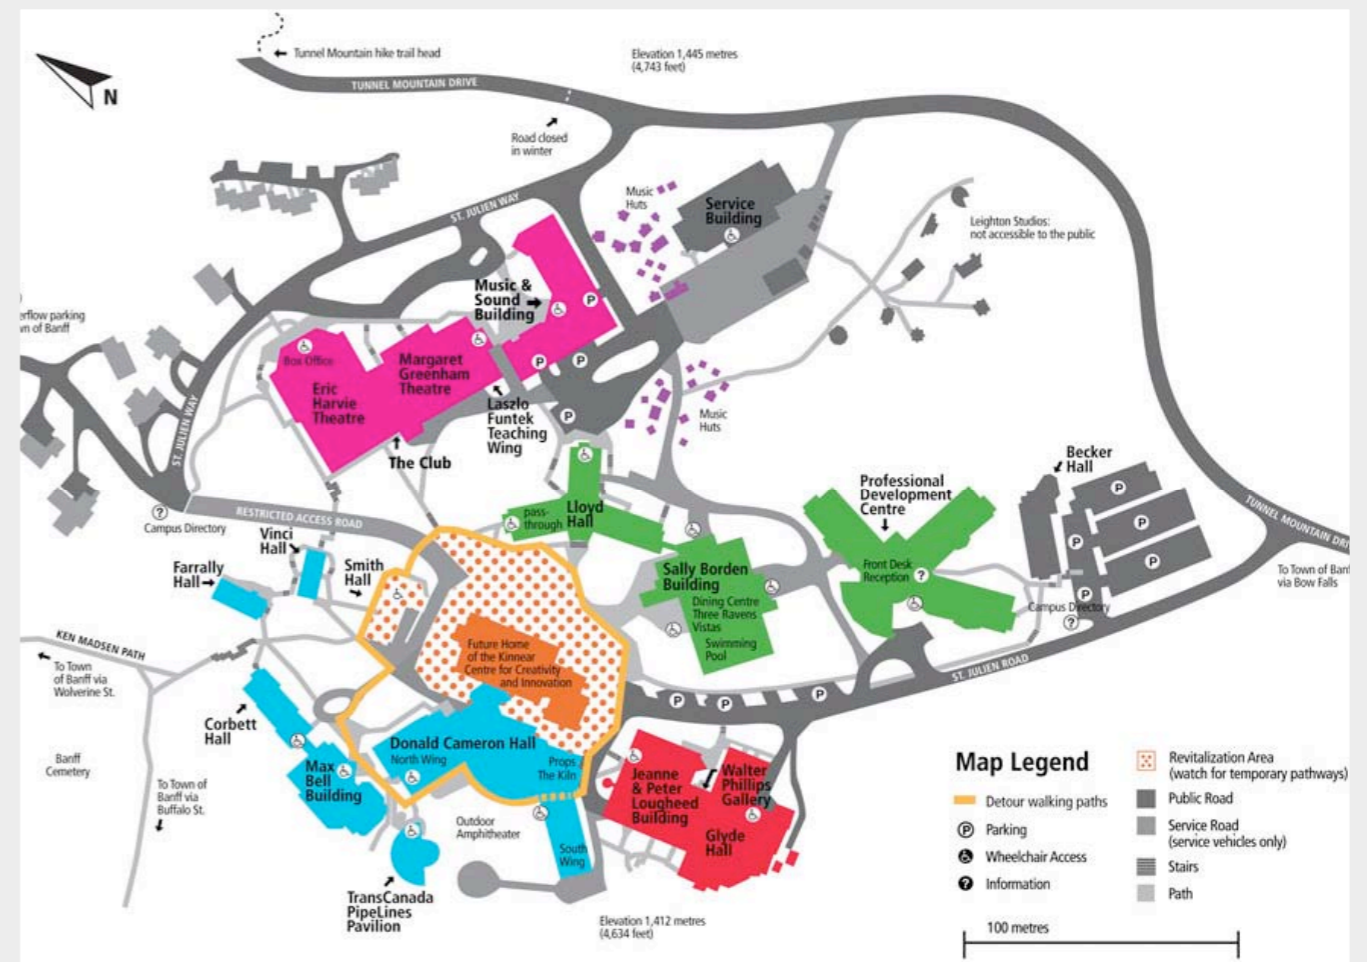 Tunnel Mountain hike trail head
Elevation 1,445 metres
(4,743 feet)
TUNNEL MOUNTAIN DRIVE
N
Road closed
in winter
ST. JULIEN WAY
Music
Huts
Service
Building
Leighton Studios:
not accessible to the public
Music &
Sound
Building
P
erflow parking
wn of Banff
Box Office
Eric
Harvie
Theatre
Margaret
Greenham
Theatre
P
P
P
Laszlo
Funtek
Teaching
Wing
The Club
Music
Huts
ST. JULIEN WAY
Becker
Hall
Professional
Development
Centre
P
P
P
P
P
TUNNEL MOUNTAIN DRI
To Town of Banf
via Bow Falls
?
Campus Directory
RESTRICTED ACCESS ROAD
pass-
through
Lloyd
Hall
Vinci
Hall
Farrally
Hall
Smith
Hall
Sally Borden
Building
Dining Centre
Three Ravens
Vistas
Swimming
Pool
Front Desk
Reception
?
Campus Directory
?
KEN MADSEN PATH
To Town
of Banff via
Wolverine St.
Future Home
of the Kinnear
Centre for Creativity
and Innovation
ST. JULIEN ROAD
P
P
P
Corbett
Hall
Banff
Cemetery
To Town of
Banff via
Buffalo St.
Max
Bell
Building
Donald Cameron Hall
North Wing
Props
The Kiln
Jeanne
& Peter
Lougheed
Building
Walter
Phillips
Gallery
Glyde
Hall
Outdoor
Amphitheater
South
Wing
TransCanada
PipeLines
Pavilion
Elevation 1,412 metres
(4,634 feet)
Map Legend
Detour walking paths
P Parking
Wheelchair Access
? Information
Revitalization Area
(watch for temporary pathways)
Public Road
Service Road
(service vehicles only)
Stairs
Path
100 metres